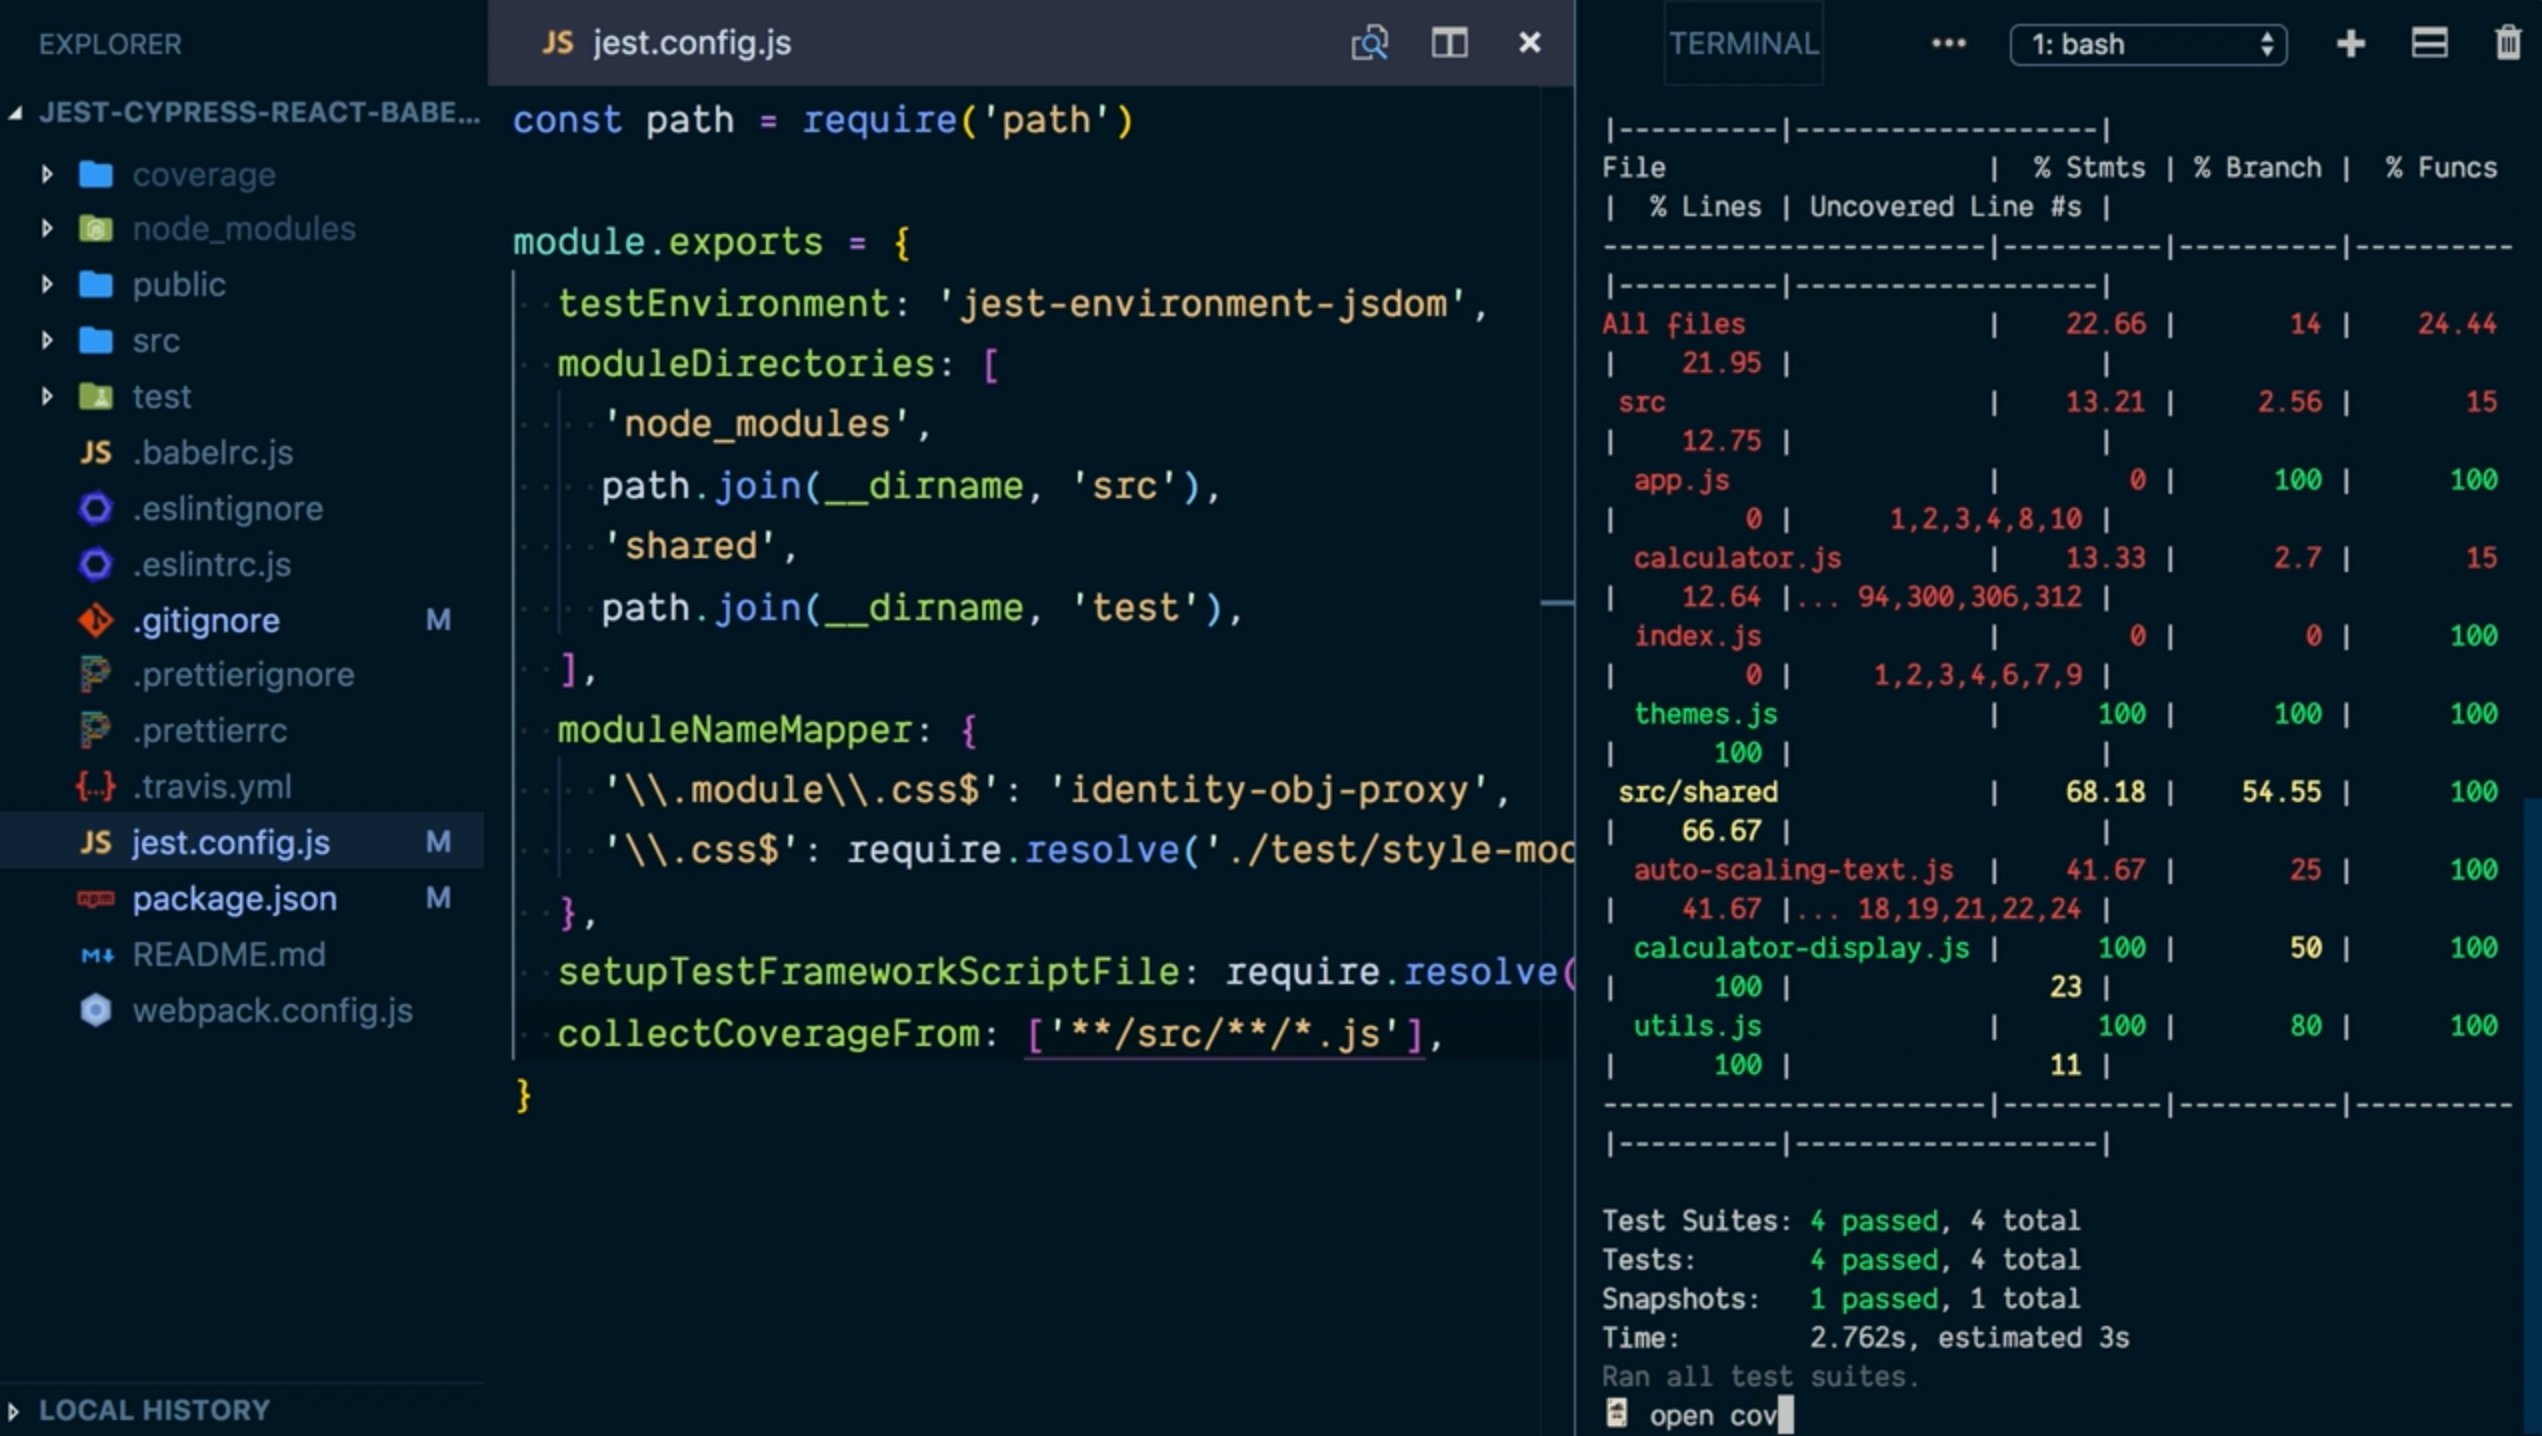 EXPLORER
JEST-CYPRESS-REACT-BABE...
coverage
node_modules
public
src
test
JS .babelrc.js
.eslintignore
.eslintrc.js
.gitignore M
.prettierignore
.prettierrc
{..} .travis.yml
JS jest.config.js M
npm package.json M
M↓ README.md
webpack.config.js
LOCAL HISTORY
JS jest.config.js
const path = require('path')
module.exports = {
testEnvironment: 'jest-environment-jsdom',
moduleDirectories: [
'node_modules',
path.join(__dirname, 'src'),
'shared',
path.join(__dirname, 'test'),
],
moduleNameMapper: {
'\\.module\\.css$': 'identity-obj-proxy',
'\\.css$': require.resolve('./test/style-moc
},
setupTestFrameworkScriptFile: require.resolve(
collectCoverageFrom: ['**/src/**/*.js'],
}
TERMINAL ... 1: bash
|----------|-------------------|
File | % Stmts | % Branch | % Funcs
| % Lines | Uncovered Line #s |
------------------------|----------|----------|----------
|----------|-------------------|
All files | 22.66 | 14 | 24.44
| 21.95 | |
src | 13.21 | 2.56 | 15
| 12.75 | |
app.js | 0 | 100 | 100
| 0 | 1,2,3,4,8,10 |
calculator.js | 13.33 | 2.7 | 15
| 12.64 |... 94,300,306,312 |
index.js | 0 | 0 | 100
| 0 | 1,2,3,4,6,7,9 |
themes.js | 100 | 100 | 100
| 100 | |
src/shared | 68.18 | 54.55 | 100
| 66.67 | |
auto-scaling-text.js | 41.67 | 25 | 100
| 41.67 |... 18,19,21,22,24 |
calculator-display.js | 100 | 50 | 100
| 100 | 23 |
utils.js | 100 | 80 | 100
| 100 | 11 |
------------------------|----------|----------|----------
|----------|-------------------|
Test Suites: 4 passed, 4 total
Tests: 4 passed, 4 total
Snapshots: 1 passed, 1 total
Time: 2.762s, estimated 3s
Ran all test suites.
open cov